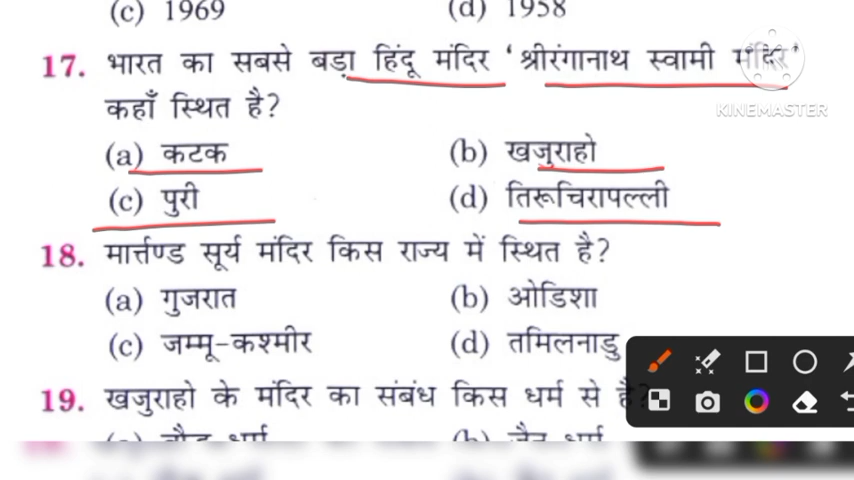 (c) 1969 (d) 1958
17. भारत का सबसे बड़ा हिंदू मंदिर ‘श्रीरंगानाथ स्वामी मंदिर’
KINEMASTER
कहाँ स्थित है?
(a) कटक (b) खजुराहो
(c) पुरी (d) तिरूचिरापल्ली
18. मार्त्तण्ड सूर्य मंदिर किस राज्य में स्थित है?
(a) गुजरात (b) ओडिशा
(c) जम्मू-कश्मीर (d) तमिलनाडु
19. खजुराहो के मंदिर का संबंध किस धर्म से है?